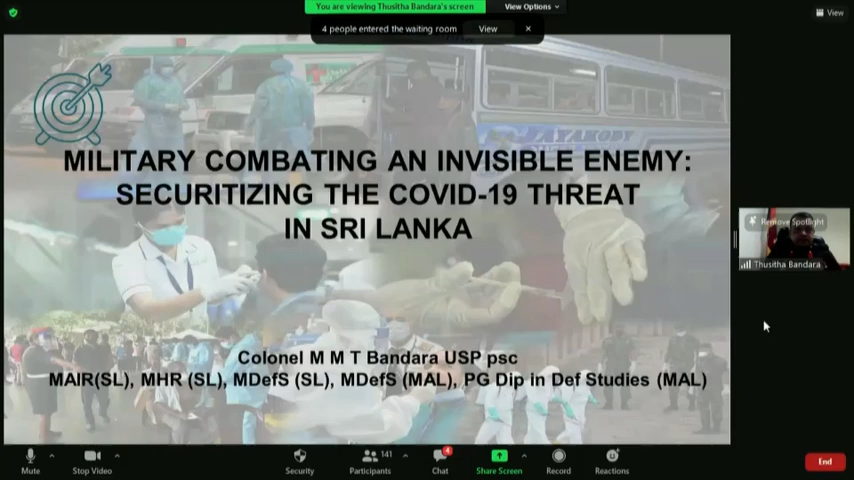 You are viewing Thusitha Bandara's screen
View Options
View
4 people entered the waiting room
View
MILITARY COMBATING AN INVISIBLE ENEMY:
SECURITIZING THE COVID-19 THREAT
IN SRI LANKA
Remove Spotlight
Thusitha Bandara
Colonel M M T Bandara USP psc
MAIR(SL), MHR (SL), MDefS (SL), MDefS (MAL), PG Dip in Def Studies (MAL)
JAYAKODY
Mute
Stop Video
Security
Participants
141
Chat
4
Share Screen
Record
Reactions
End